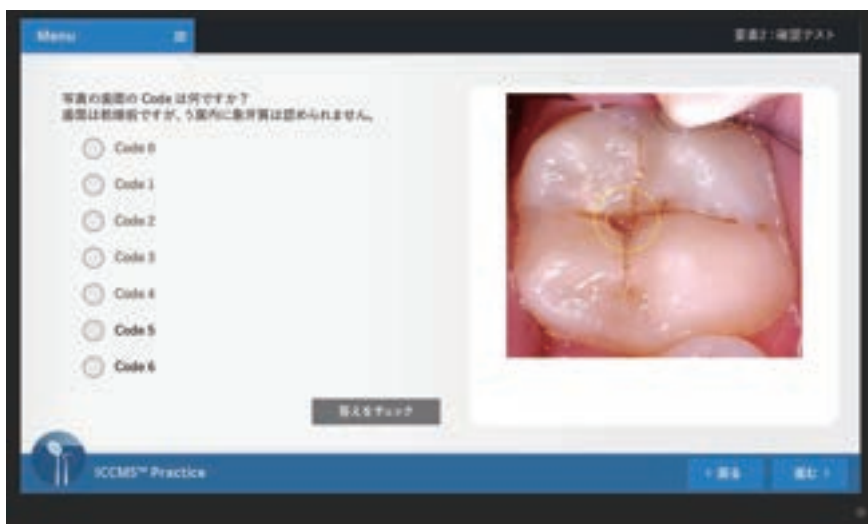 Menu
要素2：確認テスト
写真の歯面の Code は何ですか？
歯面は乾燥前ですが、う窩内に象牙質は認められません。
Code 0
Code 1
Code 2
Code 3
Code 4
Code 5
Code 6
答えをチェック
ICCMS™ Practice
戻る
進む